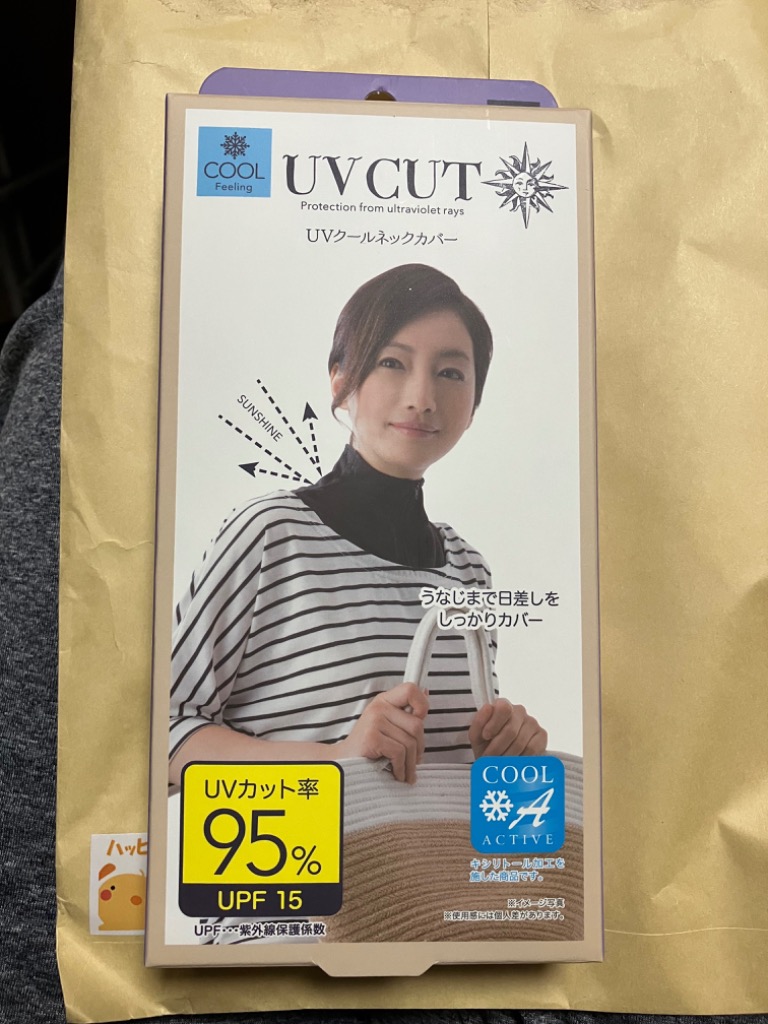 COOL
Feeling
UV CUT
Protection from ultraviolet rays
UVクールネックカバー
SUNSHINE
うなじまで日差しを
しっかりカバー
UVカット率
95%
UPF 15
UPF…紫外線保護係数
COOL
A
ACTIVE
キシリトール加工を
施した商品です。
※イメージ写真
※使用感には個人差があります。
ハッピ